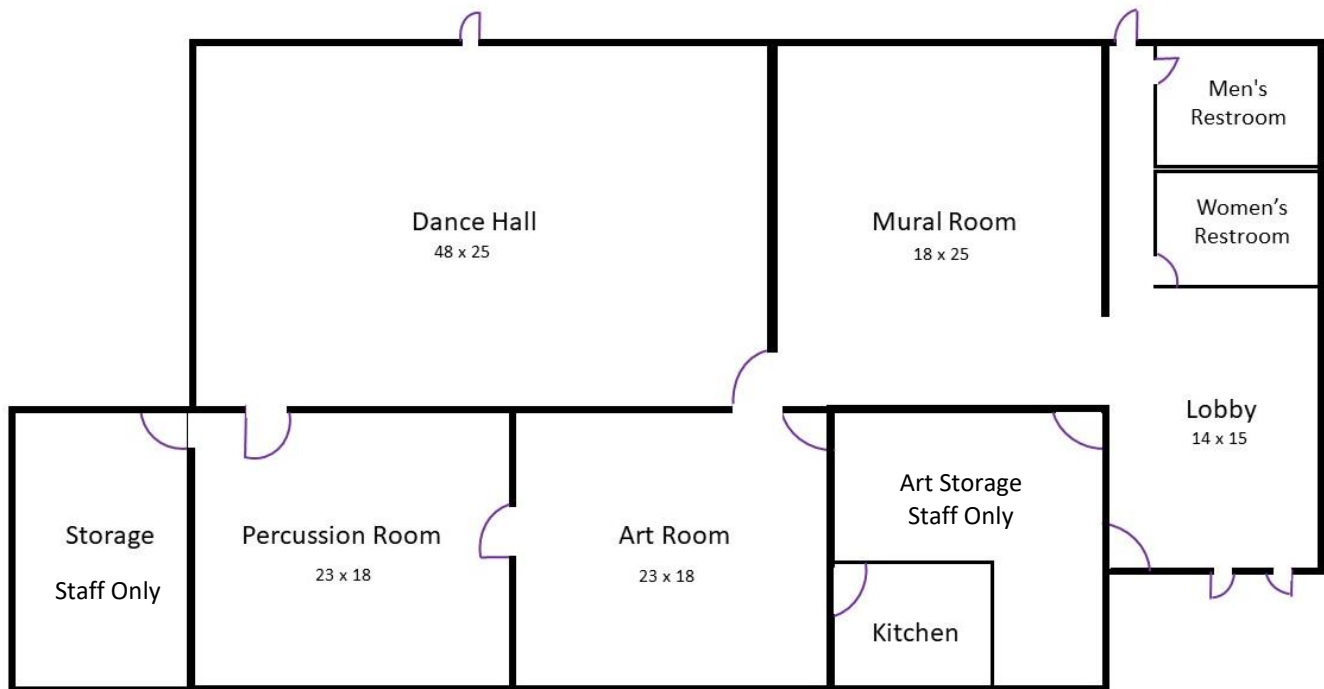 Men's
Restroom
Women’s
Restroom
Dance Hall
48 x 25
Mural Room
18 x 25
Lobby
14 x 15
Storage
Staff Only
Percussion Room
23 x 18
Art Room
23 x 18
Art Storage
Staff Only
Kitchen